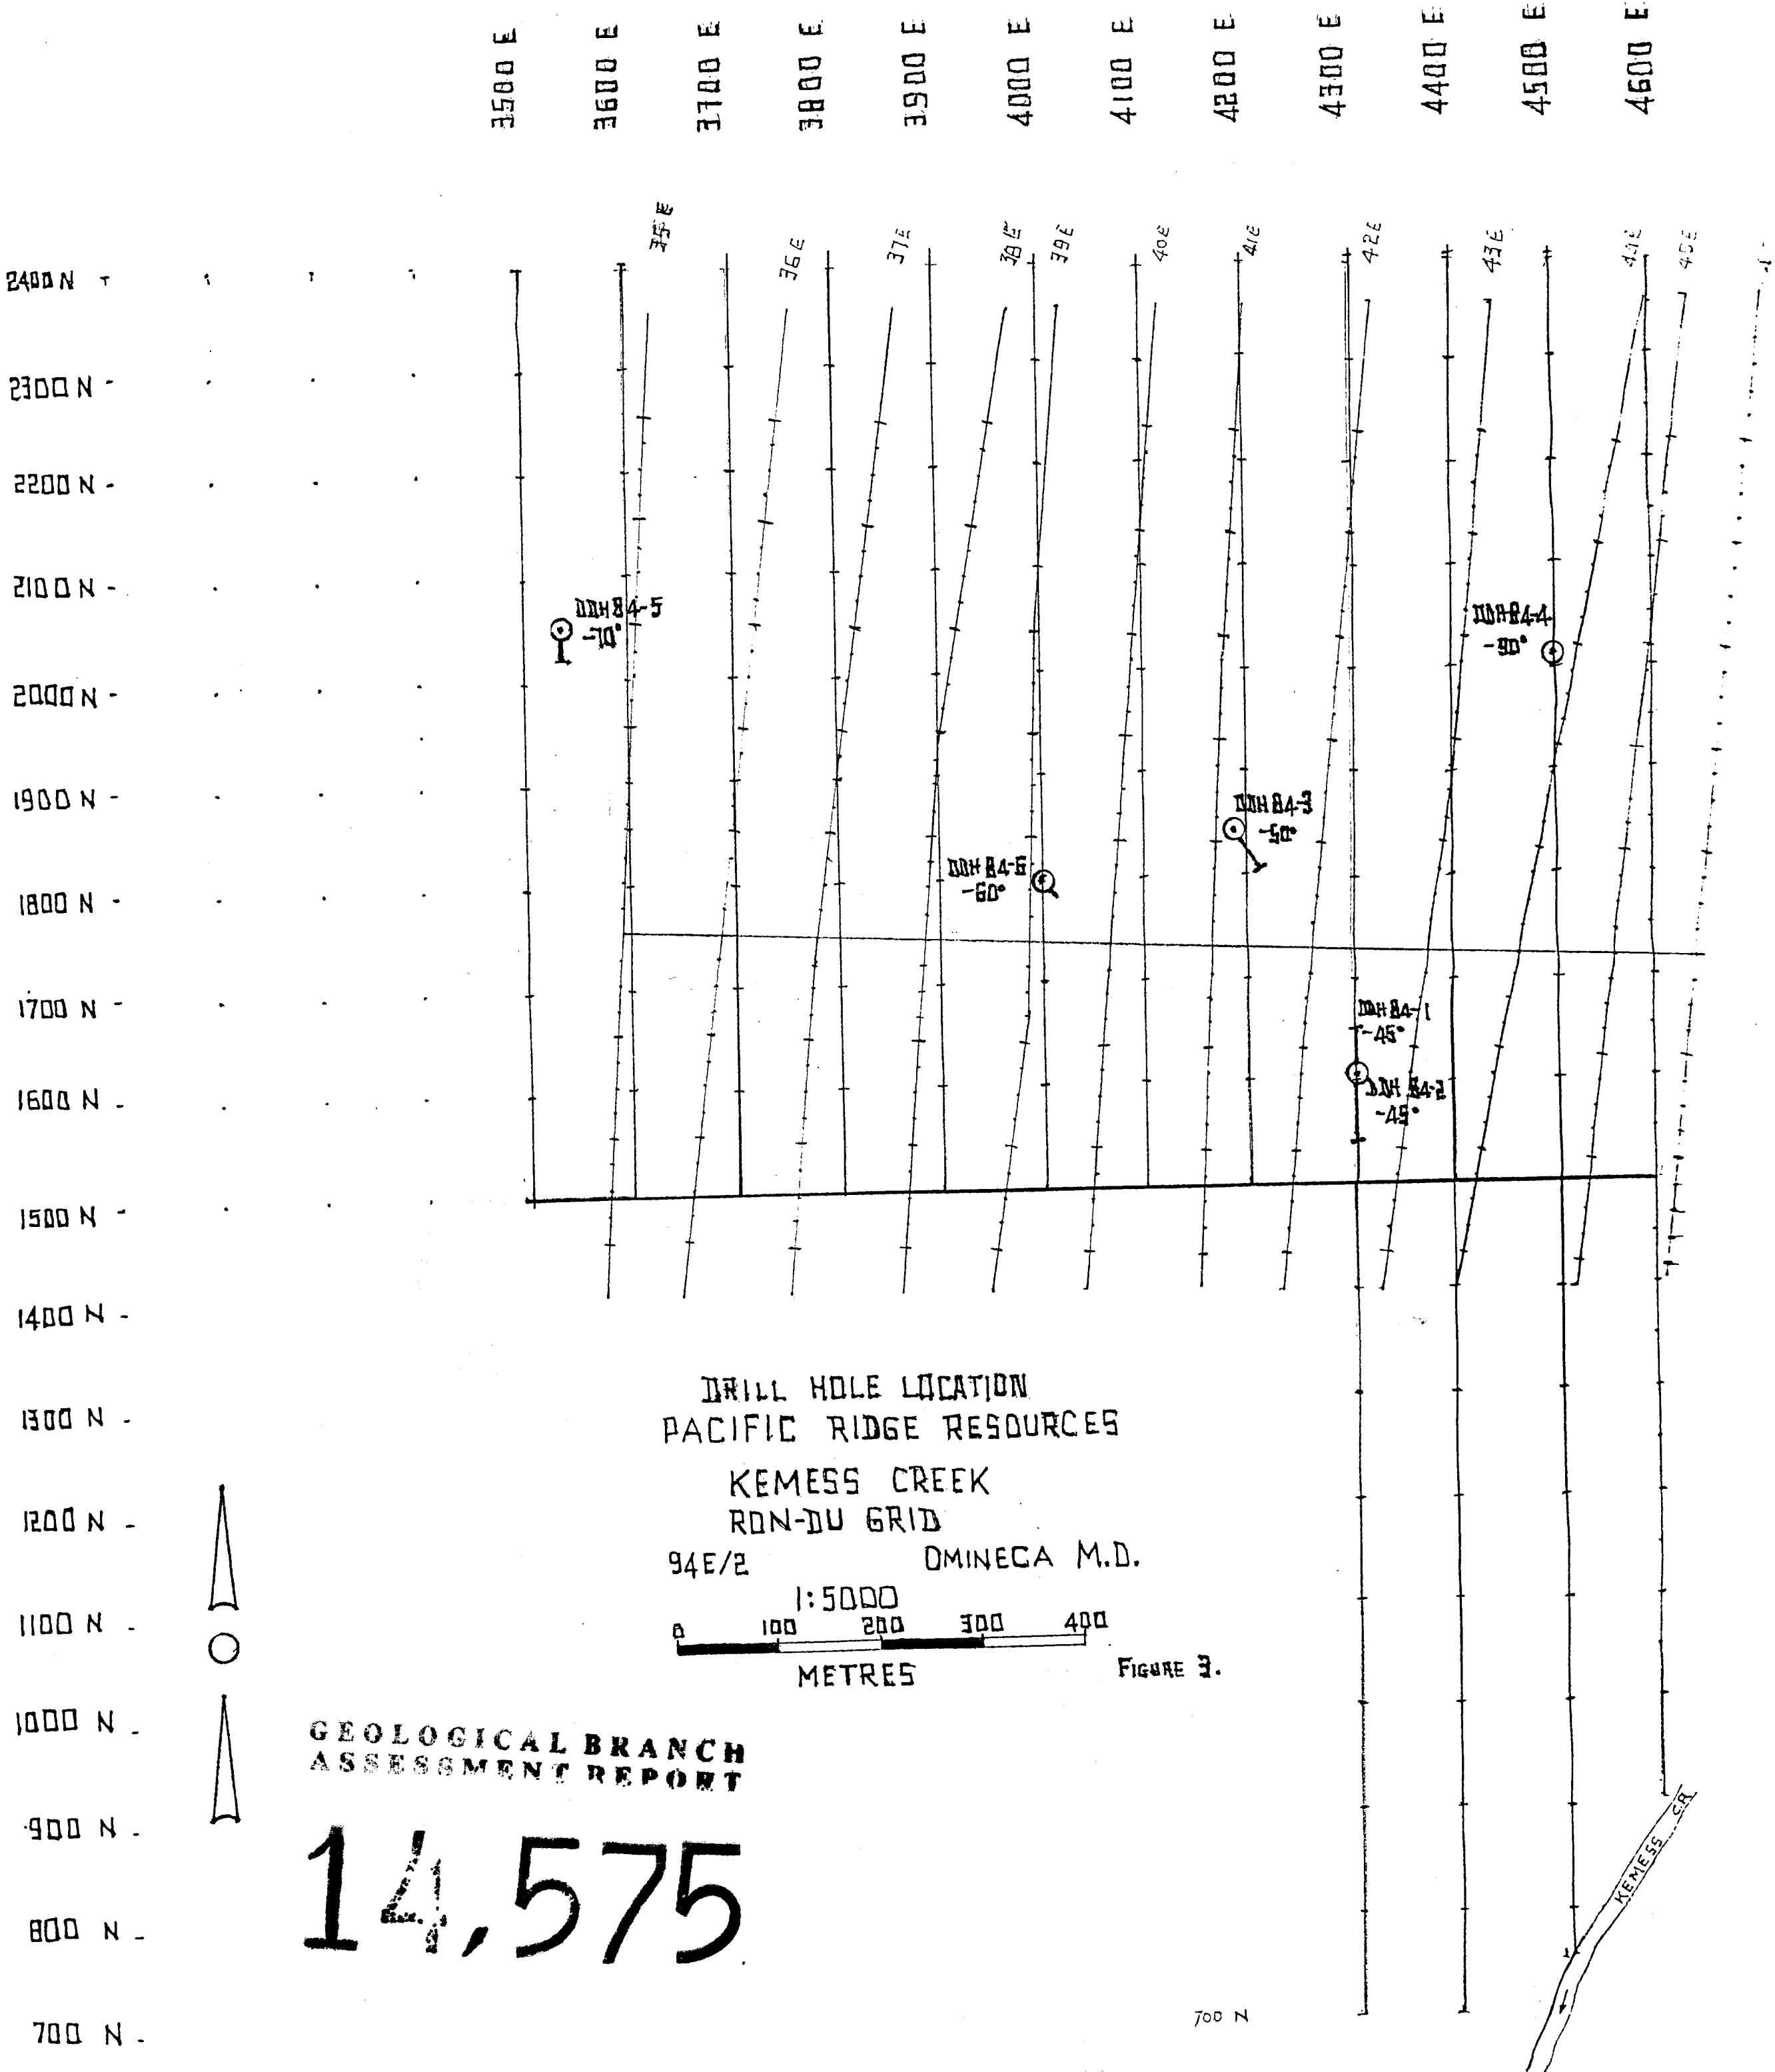 3500 E
3600 E
3700 E
3800 E
3900 E
4000 E
4100 E
4200 E
4300 E
4400 E
4500 E
4600 E
35E
36E
37E
38E
39E
40E
41E
42E
43E
44E
2400 N
2300 N
2200 N
2100 N
2000 N
1900 N
1800 N
1700 N
1600 N
1500 N
1400 N
1300 N
1200 N
1100 N
1000 N
900 N
800 N
700 N
DDH 84-5
-70°
DDH 84-4
-90°
DDH 84-3
-50°
DDH 84-6
-60°
DDH 84-1
-45°
DDH 84-2
-45°
DRILL HOLE LOCATION
PACIFIC RIDGE RESOURCES
KEMESS CREEK
RON-DU GRID
94E/2 OMINECA M.D.
1:5000
0 100 200 300 400
METRES
FIGURE 3.
GEOLOGICAL BRANCH
ASSESSMENT REPORT
14,575
KEMESS CR.
700 N